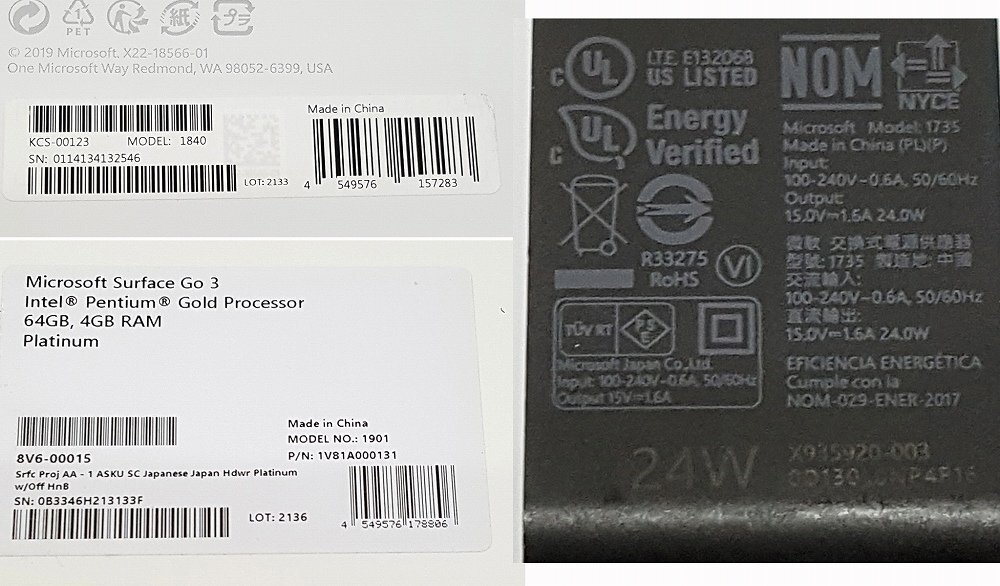 PET
紙
プラ
© 2019 Microsoft. X22-18566-01
One Microsoft Way Redmond, WA 98052-6399, USA
KCS-00123 MODEL: 1840
SN: 0114134132546
LOT: 2133
Made in China
4 549576 157283
Microsoft Surface Go 3
Intel® Pentium® Gold Processor
64GB, 4GB RAM
Platinum
8V6-00015
Srfc Proj AA - 1 ASKU SC Japanese Japan Hdwr Platinum
w/Off HnB
SN: 0B3346H213133F
Made in China
MODEL NO.: 1901
P/N: 1V81A000131
LOT: 2136
4 549576 178806
C UL
LTE E132068
US LISTED
C UL
Energy
Verified
R33275
RoHS
VI
TÜV RT
PSE
Microsoft Japan Co.,Ltd.
Input: 100-240V~0.6A, 50/60Hz
Output 15V⎓1.6A
24W
NOM
NYCE
Microsoft Model: 1735
Made in China (PL)(P)
Input:
100-240V~0.6A, 50/60Hz
Output:
15.0V⎓1.6A 24.0W
微軟 交換式電源供應器
型號: 1735 製造地: 中國
交流輸入:
100-240V~0.6A, 50/60Hz
直流輸出:
15.0V⎓1.6A 24.0W
EFICIENCIA ENERGÉTICA
Cumple con la
NOM-029-ENER-2017
X935920-003